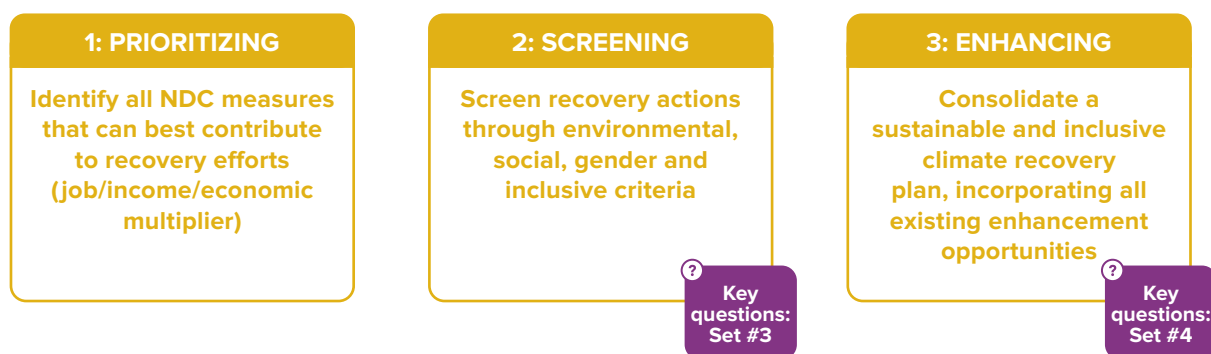 1: PRIORITIZING
Identify all NDC measures
that can best contribute
to recovery efforts
(job/income/economic
multiplier)
2: SCREENING
Screen recovery actions
through environmental,
social, gender and
inclusive criteria
?
Key
questions:
Set #3
3: ENHANCING
Consolidate a
sustainable and inclusive
climate recovery
plan, incorporating all
existing enhancement
opportunities
?
Key
questions:
Set #4